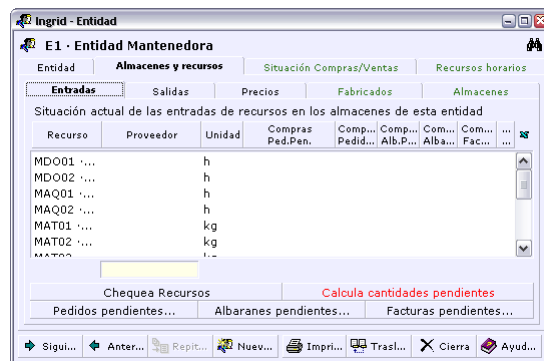 Ingrid - Entidad
E1 · Entidad Mantenedora
Entidad Almacenes y recursos Situación Compras/Ventas Recursos horarios
Entradas Salidas Precios Fabricados Almacenes
Situación actual de las entradas de recursos en los almacenes de esta entidad
Recurso Proveedor Unidad Compras Comp... Comp... Com... Com... ...
Ped.Pen. Pedid... Alb.P... Alba... Fac... ...
MDO01 ·... h
MDO02 ·... h
MAQ01 ·... h
MAQ02 ·... h
MAT01 ·... kg
MAT02 ·... kg
Chequea Recursos Calcula cantidades pendientes
Pedidos pendientes... Albaranes pendientes... Facturas pendientes...
Sigui... Anter... Repit... Nuev... Impri... Trasl... Cierra Ayud...